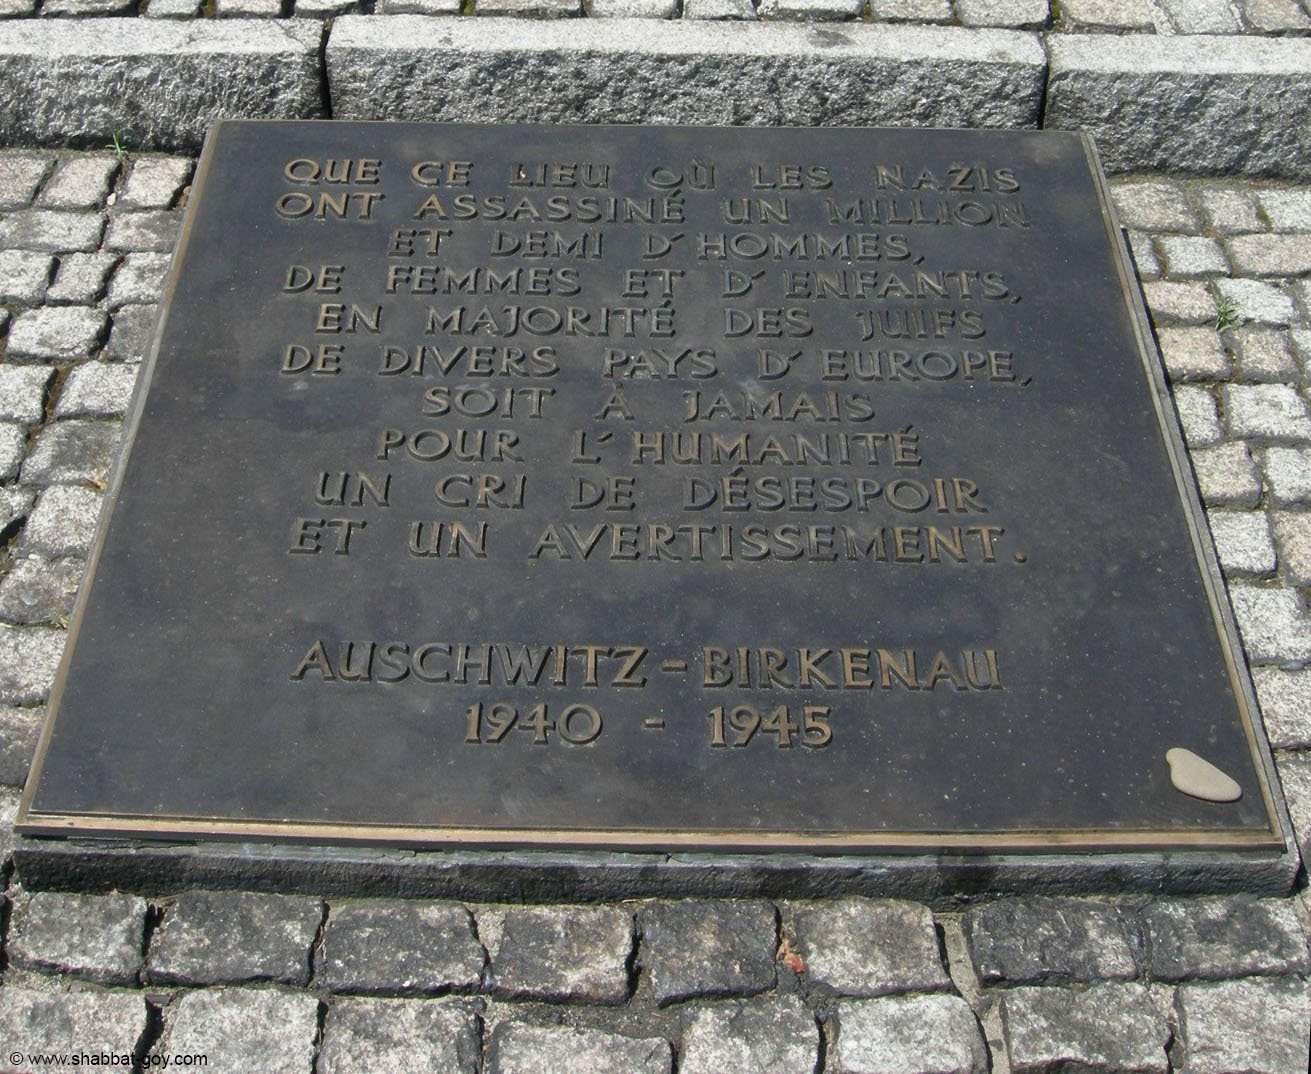 QUE CE LIEU OÙ LES NAZIS
ONT ASSASSINÉ UN MILLION
ET DEMI D'HOMMES,
DE FEMMES ET D'ENFANTS,
EN MAJORITÉ DES JUIFS
DE DIVERS PAYS D'EUROPE,
SOIT À JAMAIS
POUR L'HUMANITÉ
UN CRI DE DÉSESPOIR
ET UN AVERTISSEMENT.
AUSCHWITZ-BIRKENAU
1940 - 1945
© www.shabbat-goy.com